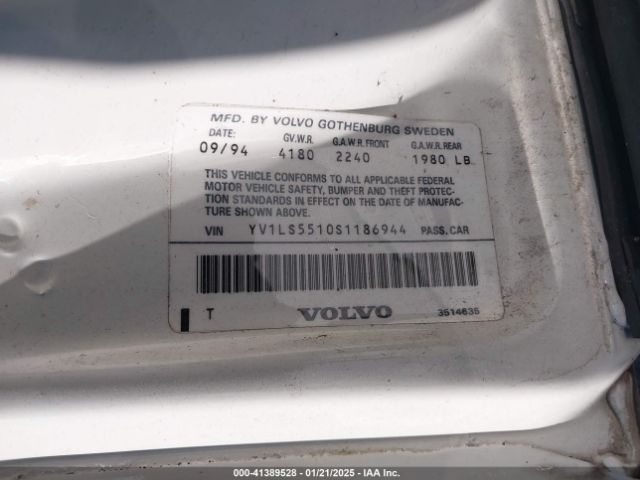 MFD. BY VOLVO GOTHENBURG SWEDEN
DATE: GV.W.R. G.A.W.R. FRONT G.A.W.R. REAR
09/94 4180 2240 1980 LB.
THIS VEHICLE CONFORMS TO ALL APPLICABLE FEDERAL
MOTOR VEHICLE SAFETY, BUMPER AND THEFT PROTEC-
TION STANDARDS IN EFFECT ON THE DATE OF MANUFAC-
TURE SHOWN ABOVE.
VIN YV1LS5510S1186944 PASS. CAR
T VOLVO 3514635
000-41389528 - 01/21/2025 - IAA Inc.